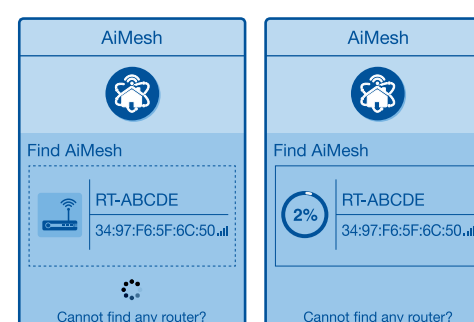 AiMesh
Find AiMesh
RT-ABCDE
34:97:F6:5F:6C:50
Cannot find any router?
AiMesh
Find AiMesh
2%
RT-ABCDE
34:97:F6:5F:6C:50
Cannot find any router?